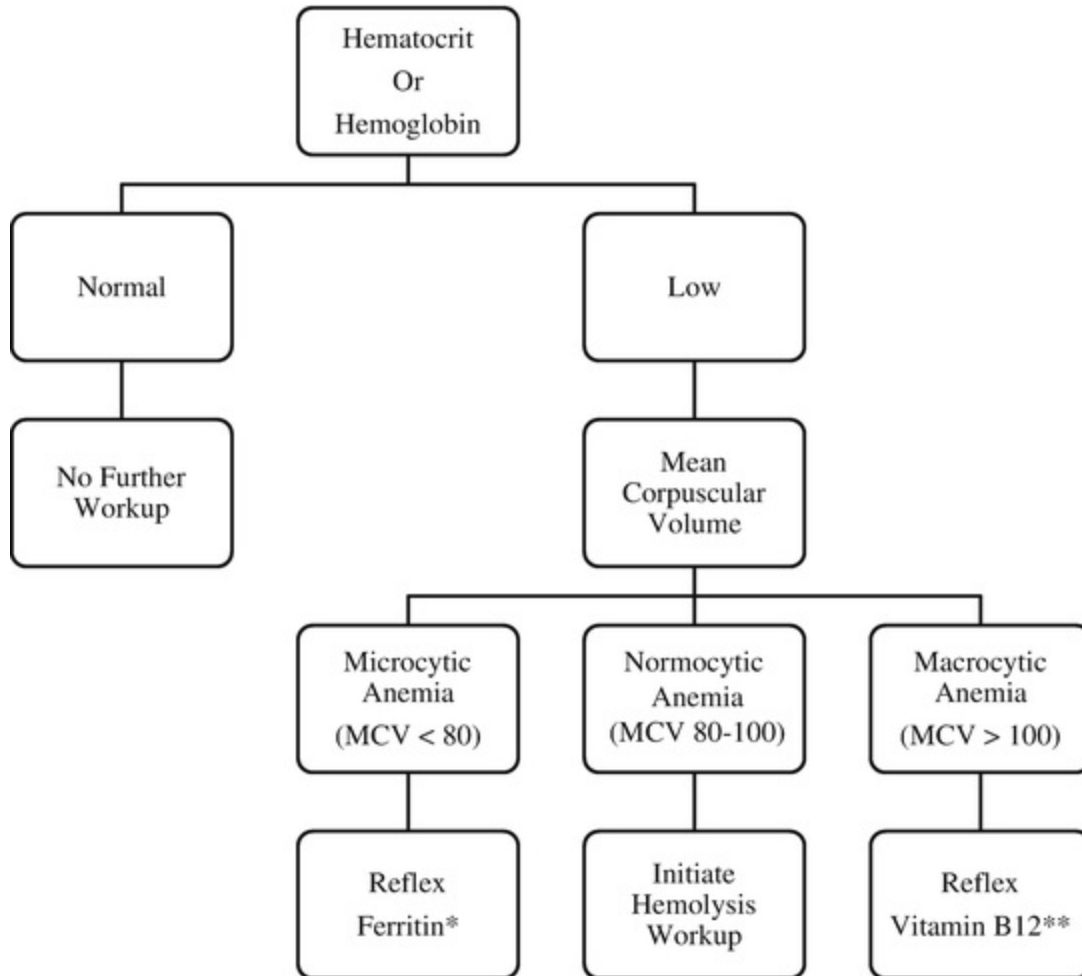 Hematocrit
Or
Hemoglobin
Normal
Low
No Further
Workup
Mean
Corpuscular
Volume
Microcytic
Anemia
(MCV < 80)
Normocytic
Anemia
(MCV 80-100)
Macrocytic
Anemia
(MCV > 100)
Reflex
Ferritin*
Initiate
Hemolysis
Workup
Reflex
Vitamin B12**